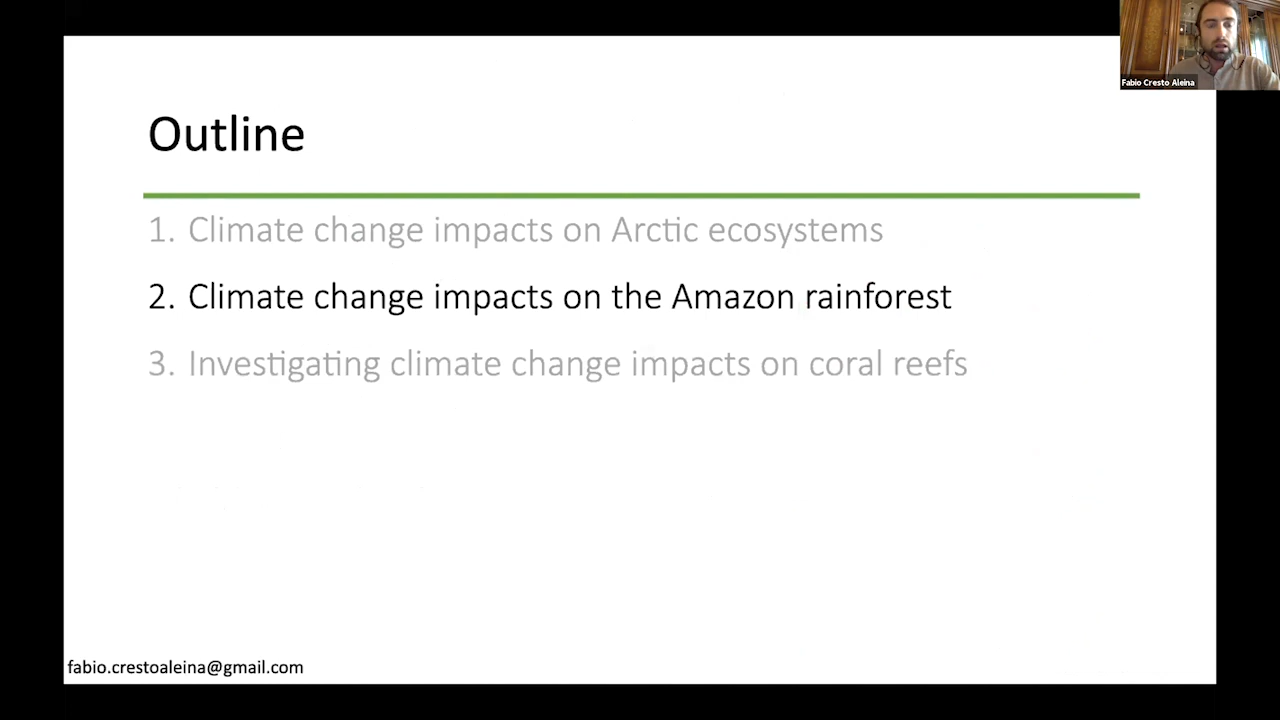 Fabio Cresto Aleina
Outline
1. Climate change impacts on Arctic ecosystems
2. Climate change impacts on the Amazon rainforest
3. Investigating climate change impacts on coral reefs
fabio.crestoaleina@gmail.com